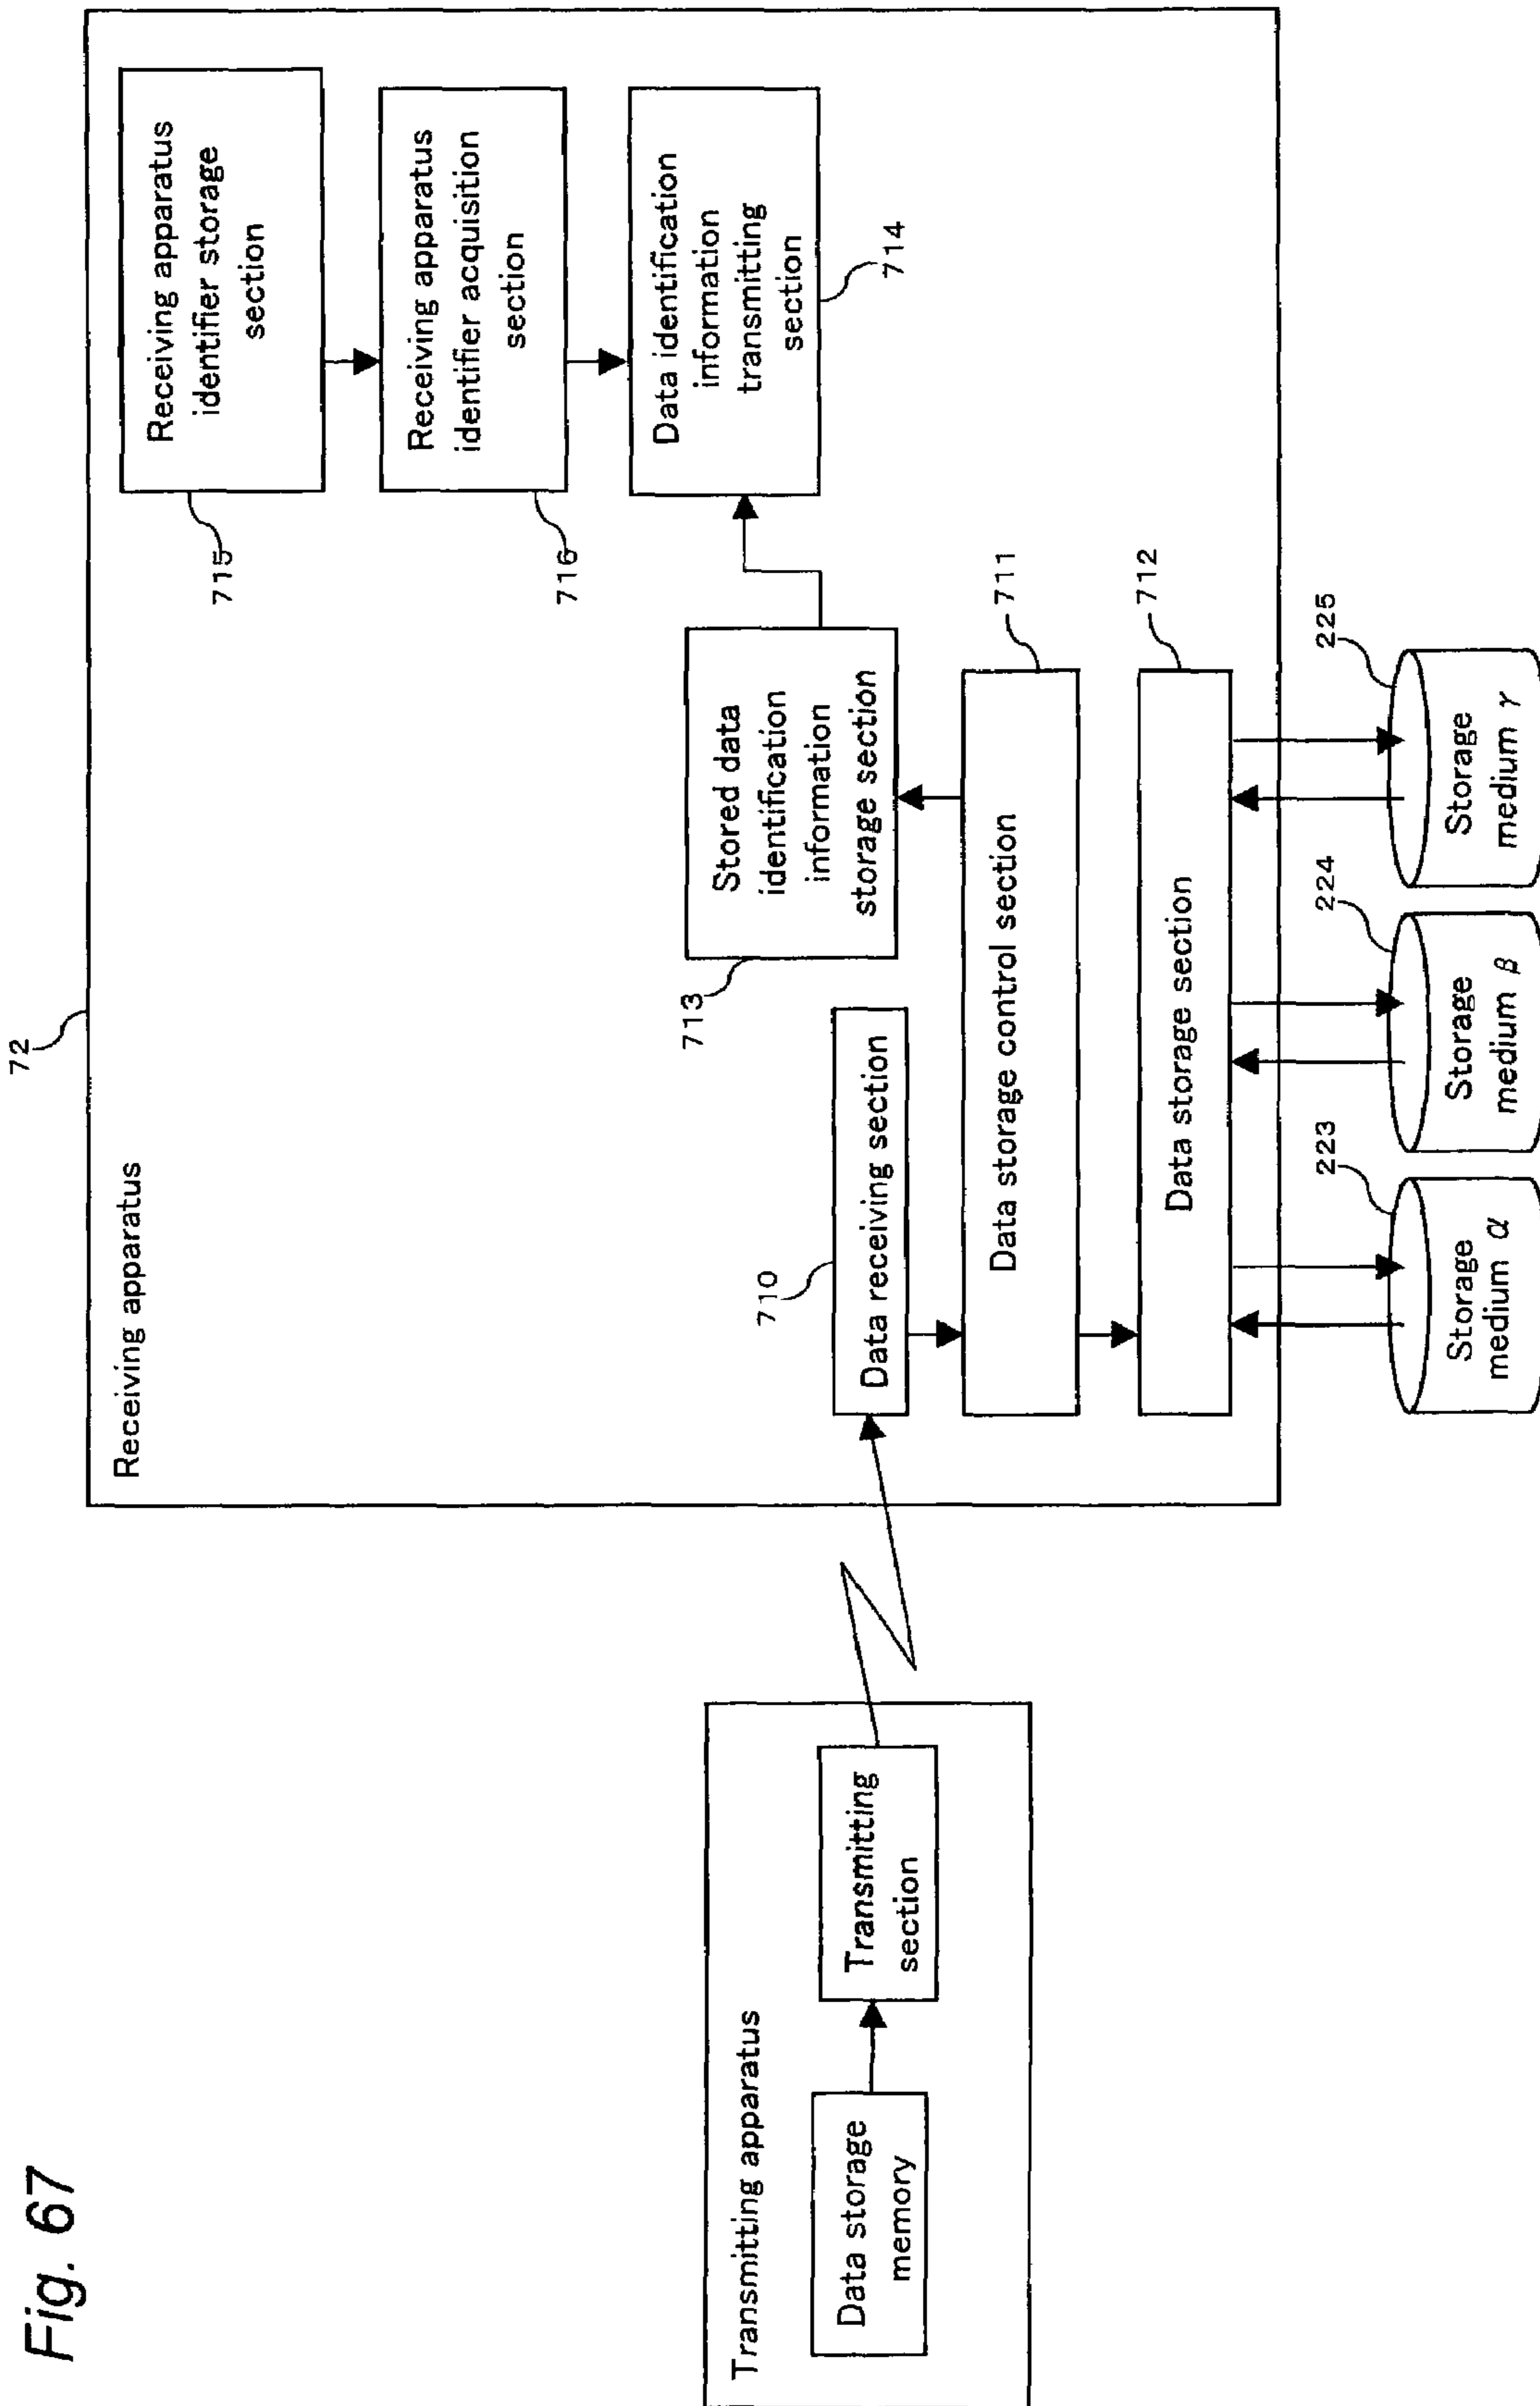 Fig. 67
72
Receiving apparatus
Receiving apparatus
identifier storage
section
715
Receiving apparatus
identifier acquisition
section
716
Data identification
information
transmitting
section
714
Stored data
identification
information
storage section
713
710
Data receiving section
Data storage control section
711
Data storage section
712
Transmitting apparatus
Data storage
memory
Transmitting
section
223
Storage
medium α
224
Storage
medium β
225
Storage
medium γ